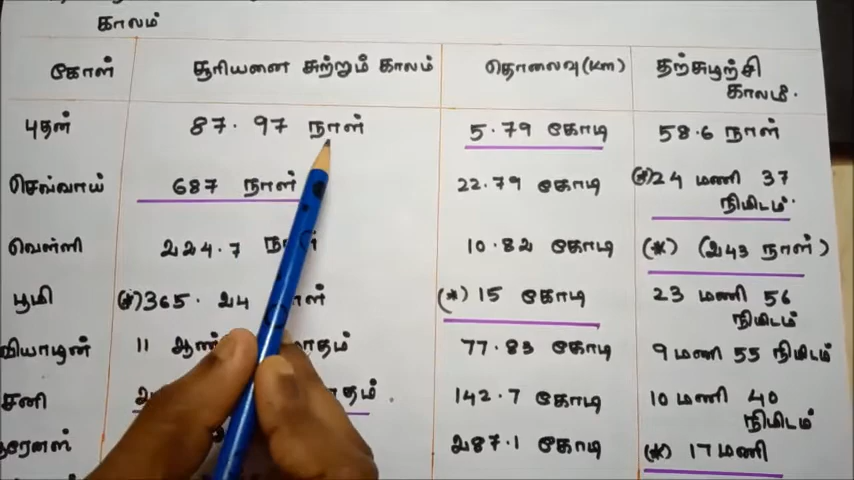 காலம்
கோள் சூரியனை சுற்றும் காலம் தொலைவு (km) தற்சுழற்சி
காலம்.
புதன் 87.97 நாள் 5.79 கோடி 58.6 நாள்
செவ்வாய் 687 நாள் 22.79 கோடி (*)24 மணி 37
நிமிடம்
வெள்ளி 224.7 10.82 கோடி (*) (243 நாள்)
பூமி (*)365.24 (*) 15 கோடி 23 மணி 56
நிமிடம்
வியாழன் 11 77.83 கோடி 9 மணி 55 நிமிடம்
சனி 142.7 கோடி 10 மணி 40
நிமிடம்
287.1 கோடி (*) 17 மணி